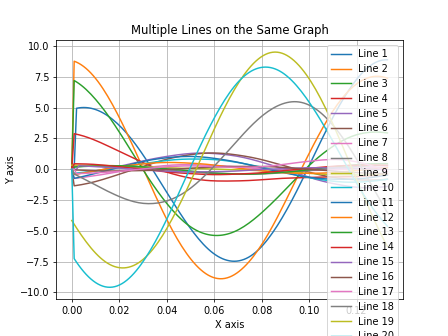 Multiple Lines on the Same Graph
Y axis
10.0
7.5
5.0
2.5
0.0
−2.5
−5.0
−7.5
−10.0
0.00
0.02
0.04
0.06
0.08
0.10
X axis
Line 1
Line 2
Line 3
Line 4
Line 5
Line 6
Line 7
Line 8
Line 9
Line 10
Line 11
Line 12
Line 13
Line 14
Line 15
Line 16
Line 17
Line 18
Line 19
Line 20